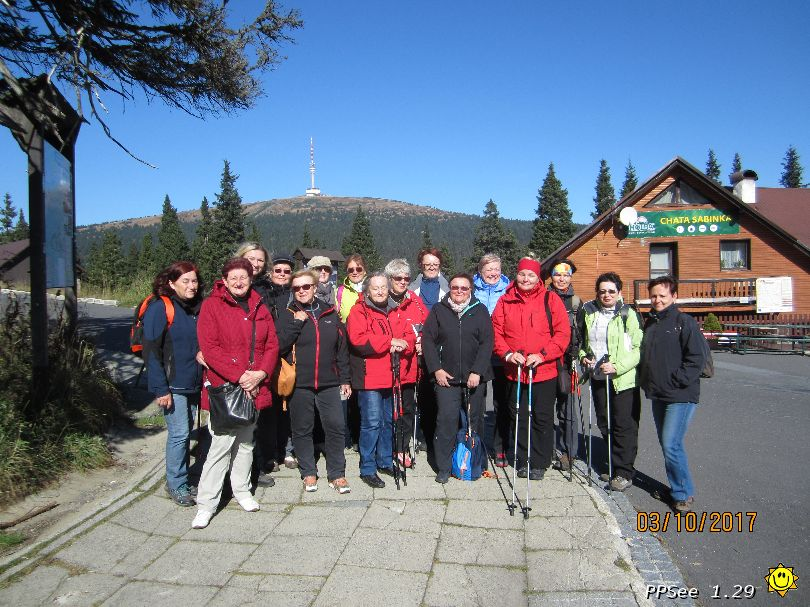 CHATA SABINKA
03/10/2017
PPSee 1.29